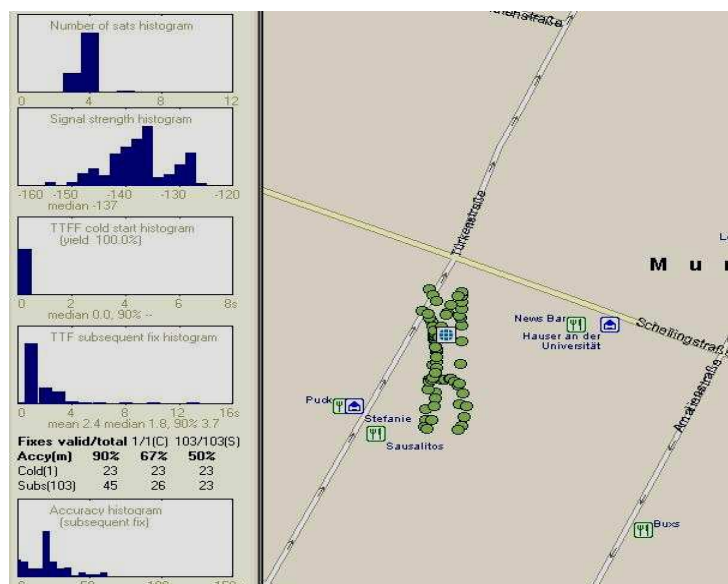 Number of sats histogram
0 4 8 12
Signal strength histogram
-160 -150 -140 -130 -120
median -137
TTFF cold start histogram
(yield 100.0%)
0 2 4 6 8s
median 0.0, 90% --
TTF subsequent fix histogram
0 4 8 12 16s
mean 2.4 median 1.8, 90% 3.7
Fixes valid/total 1/1(C) 103/103(S)
Accy(m) 90% 67% 50%
Cold(1) 23 23 23
Subs(103) 45 26 23
Accuracy histogram
(subsequent fix)
Türkenstraße
M u
News Bar
Hauser an der
Universität
Schellingstraße
Amalienstraße
Puck
Stefanie
Sausalitos
Buxs